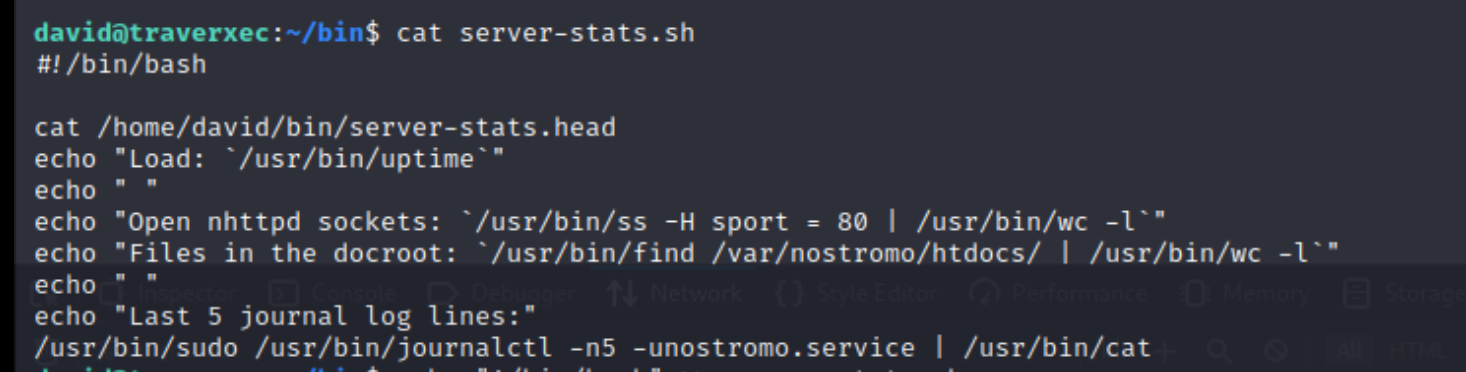 david@traverxec:~/bin$ cat server-stats.sh
#!/bin/bash

cat /home/david/bin/server-stats.head
echo "Load: `/usr/bin/uptime`"
echo " "
echo "Open nhttpd sockets: `/usr/bin/ss -H sport = 80 | /usr/bin/wc -l`"
echo "Files in the docroot: `/usr/bin/find /var/nostromo/htdocs/ | /usr/bin/wc -l`"
echo " "
Inspector Console Debugger Network {} Style Editor Performance Memory Storage
echo "Last 5 journal log lines:"
/usr/bin/sudo /usr/bin/journalctl -n5 -unostromo.service | /usr/bin/cat
All HTML